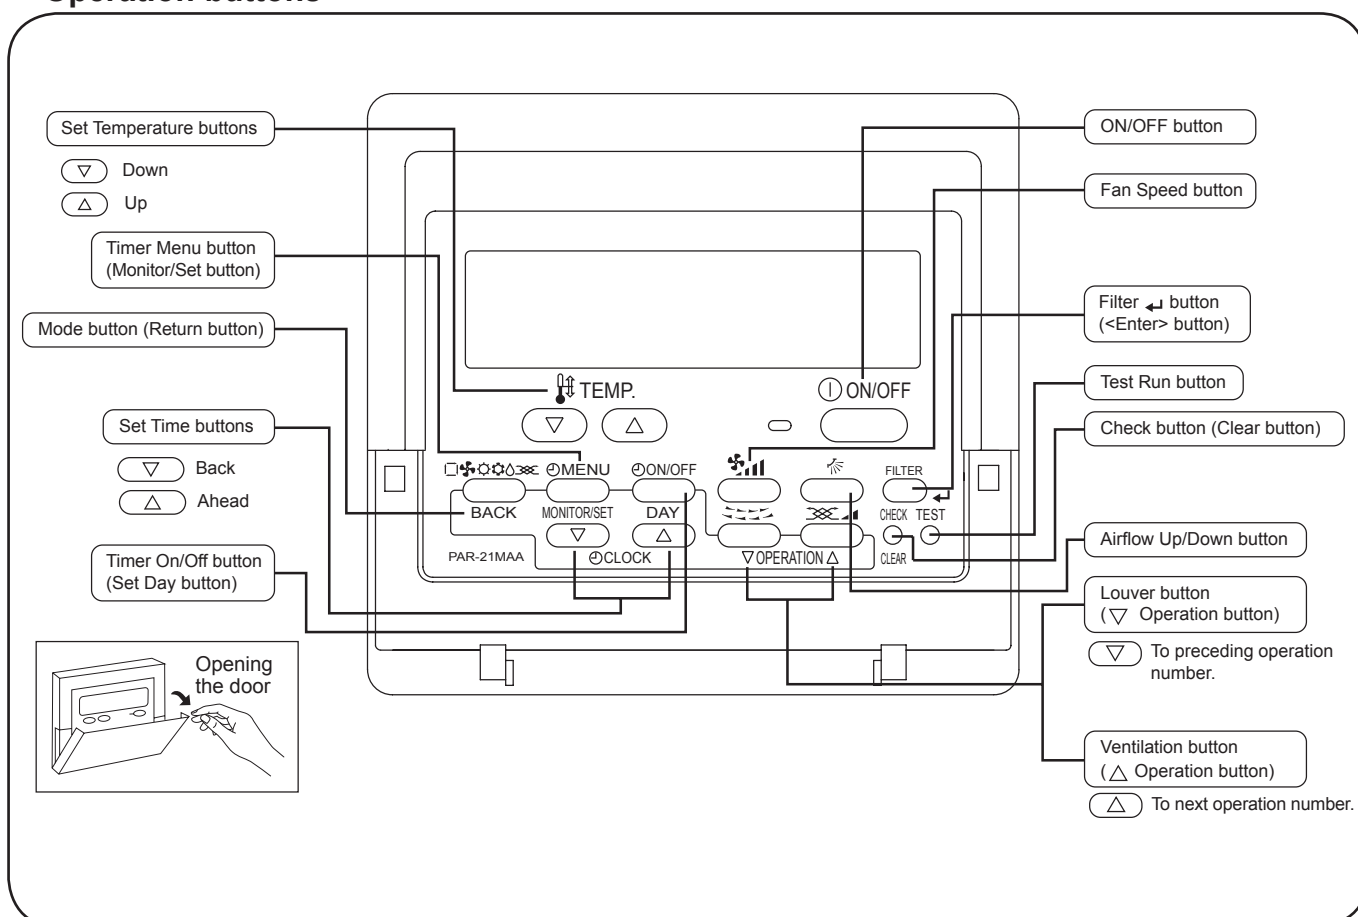 Operation buttons
Set Temperature buttons
▽ Down
△ Up
Timer Menu button
(Monitor/Set button)
Mode button (Return button)
Set Time buttons
▽ Back
△ Ahead
Timer On/Off button
(Set Day button)
Opening
the door
TEMP.
ON/OFF
▽ △
MENU ON/OFF FILTER
BACK MONITOR/SET DAY CHECK TEST
▽ △
PAR-21MAA CLOCK ▽ OPERATION △ CLEAR
ON/OFF button
Fan Speed button
Filter ↵ button
(<Enter> button)
Test Run button
Check button (Clear button)
Airflow Up/Down button
Louver button
( ▽ Operation button)
▽ To preceding operation
number.
Ventilation button
( △ Operation button)
△ To next operation number.